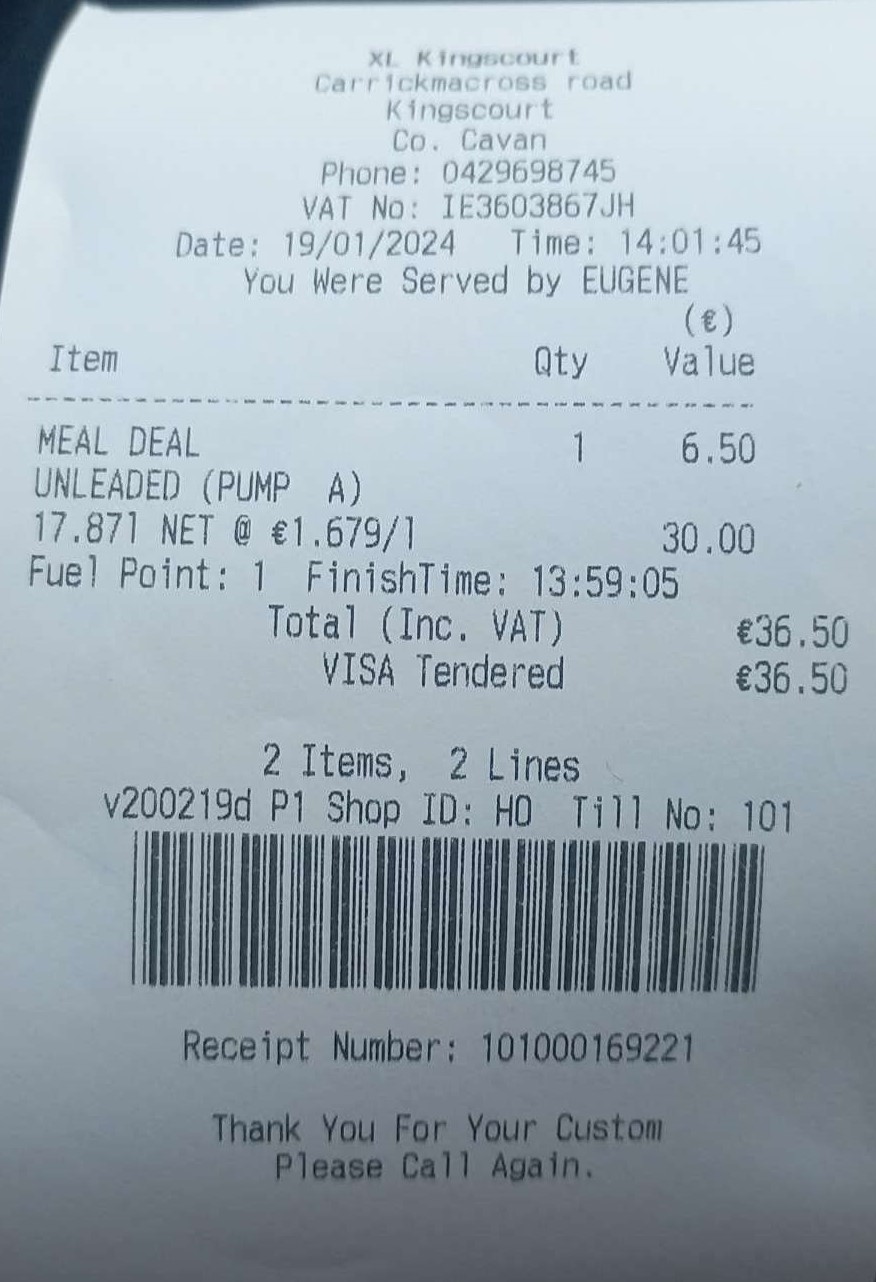 XL Kingscourt
Carrickmacross road
Kingscourt
Co. Cavan
Phone: 0429698745
VAT No: IE3603867JH
Date: 19/01/2024 Time: 14:01:45
You Were Served by EUGENE
(€)
Item Qty Value
MEAL DEAL 1 6.50
UNLEADED (PUMP A)
17.871 NET @ €1.679/l 30.00
Fuel Point: 1 FinishTime: 13:59:05
Total (Inc. VAT) €36.50
VISA Tendered €36.50
2 Items, 2 Lines
v200219d P1 Shop ID: HO Till No: 101
Receipt Number: 101000169221
Thank You For Your Custom
Please Call Again.